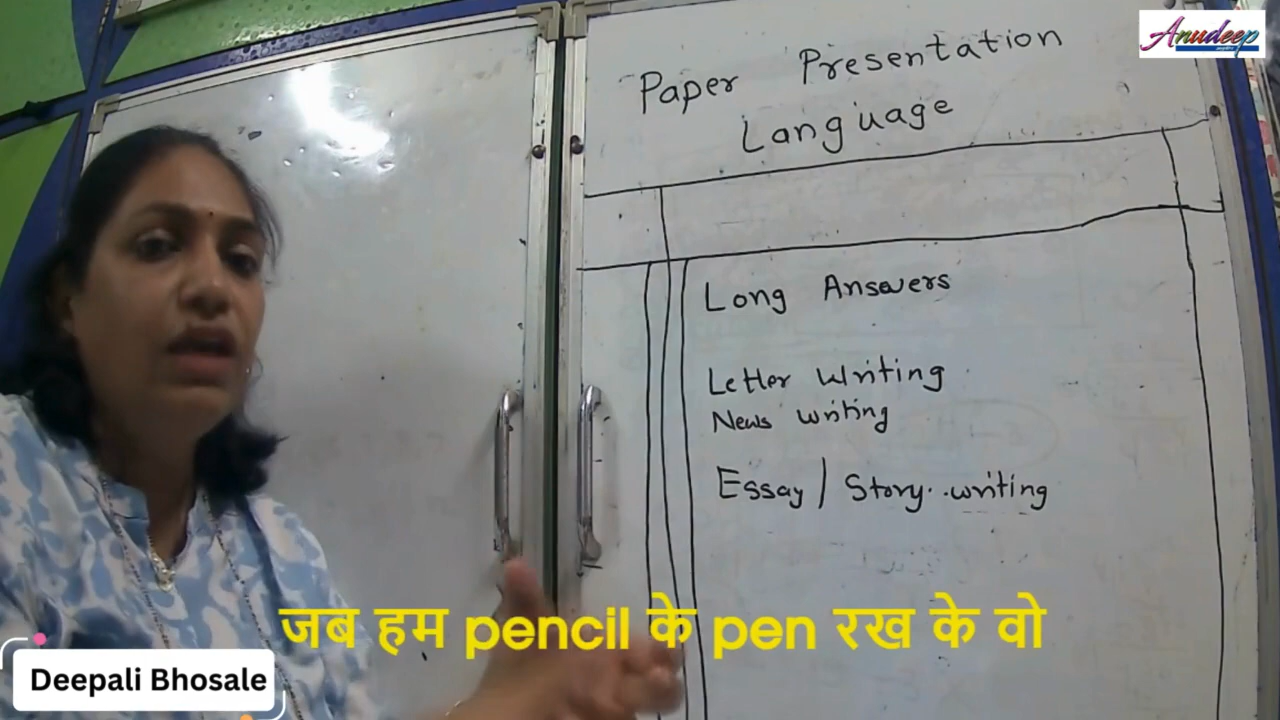 Anudeep
Paper Presentation
Language
Long Answers
Letter Writing
News writing
Essay / Story writing
जब हम pencil के pen रख के वो
Deepali Bhosale